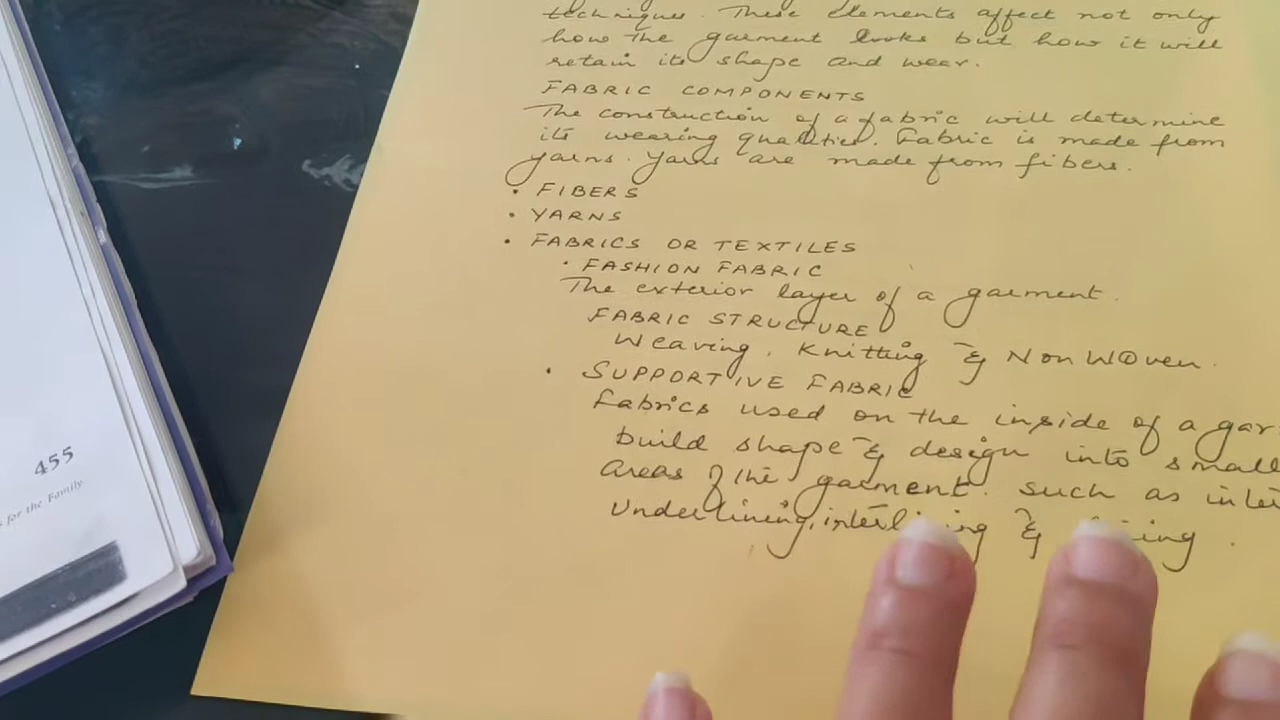 techniques. These elements affect not only
how the garment looks but how it will
retain its shape and wear.
FABRIC COMPONENTS
The construction of a fabric will determine
its wearing qualities. Fabric is made from
yarns. Yarns are made from fibers.
• FIBERS
• YARNS
• FABRICS OR TEXTILES
• FASHION FABRIC
The exterior layer of a garment.
FABRIC STRUCTURE
Weaving, Knitting & Non Woven.
• SUPPORTIVE FABRIC
Fabrics used on the inside of a gar
build shape & design into small
areas of the garment. Such as inte
Underlining, interlining &
455
s for the Family.